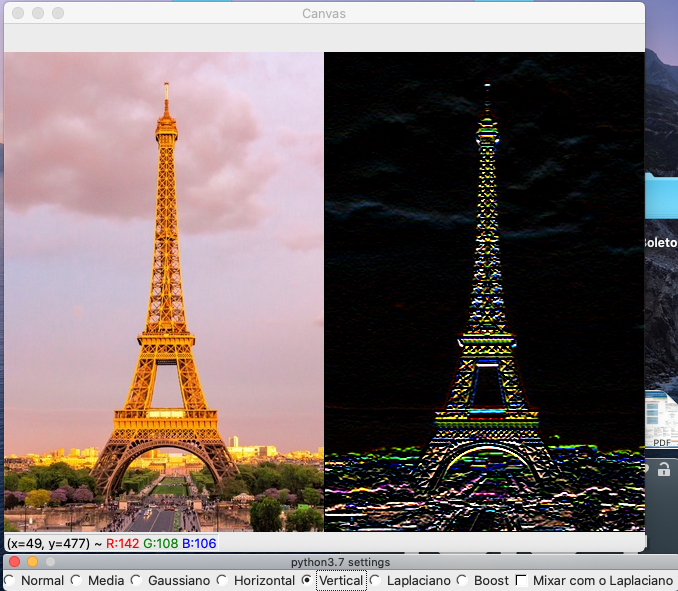 Canvas
Boleto
PDF
(x=49, y=477) ~ R:142 G:108 B:106
python3.7 settings
Normal Media Gaussiano Horizontal Vertical Laplaciano Boost Mixar com o Laplaciano